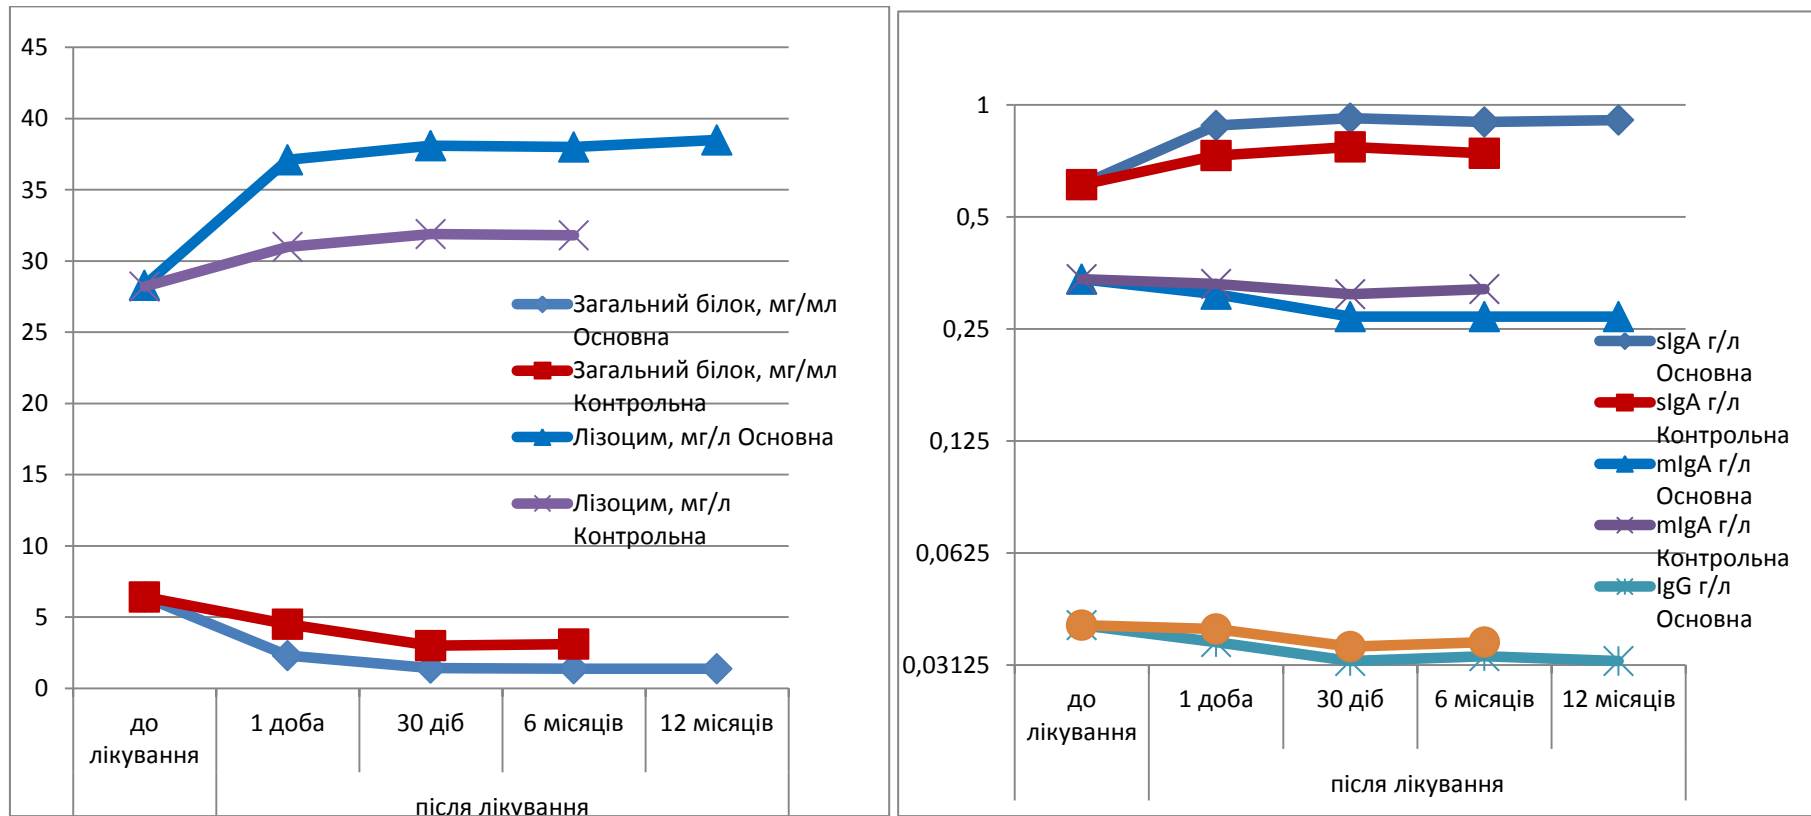 45
40
35
30
25
20
15
10
5
0
Загальний білок, мг/мл
Основна
Загальний білок, мг/мл
Контрольна
Лізоцим, мг/л Основна
Лізоцим, мг/л
Контрольна
до
лікування
1 доба
30 діб
6 місяців
12 місяців
після лікування
1
0,5
0,25
0,125
0,0625
0,03125
sIgA г/л
Основна
sIgA г/л
Контрольна
mIgA г/л
Основна
mIgA г/л
Контрольна
IgG г/л
Основна
до
лікування
1 доба
30 діб
6 місяців
12 місяців
після лікування